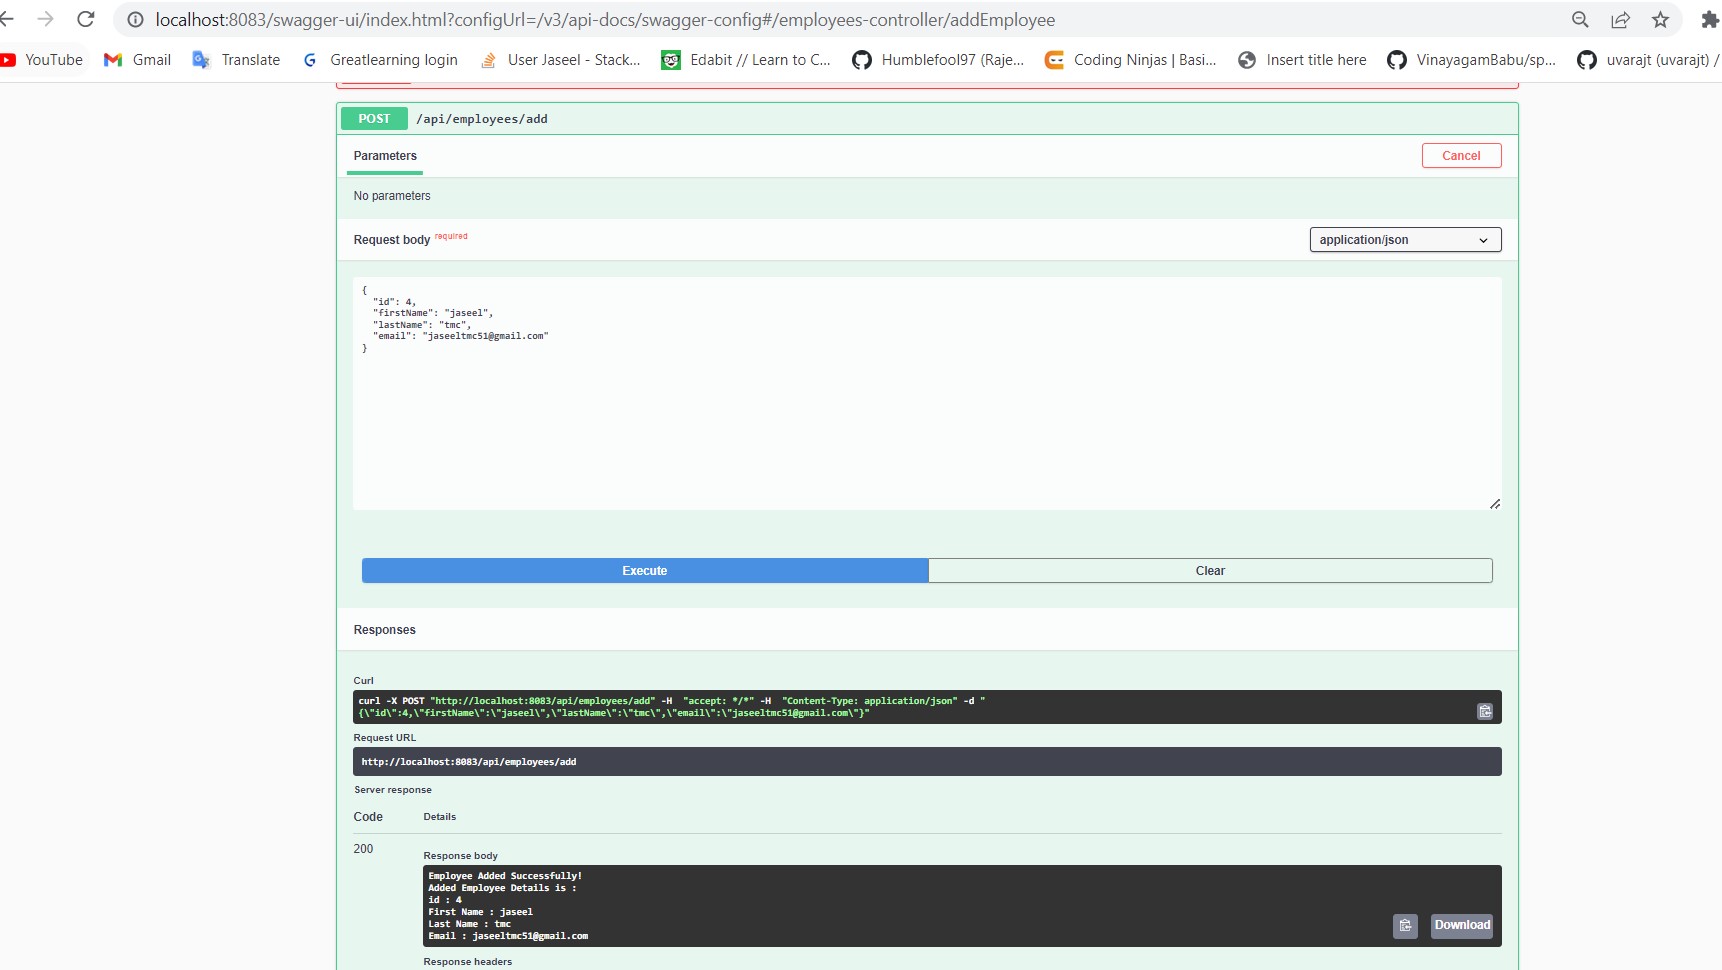 localhost:8083/swagger-ui/index.html?configUrl=/v3/api-docs/swagger-config#/employees-controller/addEmployee
YouTube Gmail Translate Greatlearning login User Jaseel - Stack... Edabit // Learn to C... Humblefool97 (Raje... Coding Ninjas | Basi... Insert title here VinayagamBabu/sp... uvarajt (uvarajt) /
POST /api/employees/add
Parameters Cancel
No parameters
Request body required application/json
{
"id": 4,
"firstName": "jaseel",
"lastName": "tmc",
"email": "jaseeltmc51@gmail.com"
}
Execute Clear
Responses
Curl
curl -X POST "http://localhost:8083/api/employees/add" -H  "accept: */*" -H  "Content-Type: application/json" -d "
{\"id\":4,\"firstName\":\"jaseel\",\"lastName\":\"tmc\",\"email\":\"jaseeltmc51@gmail.com\"}"
Request URL
http://localhost:8083/api/employees/add
Server response
Code Details
200
Response body
Employee Added Successfully!
Added Employee Details is :
id : 4
First Name : jaseel
Last Name : tmc
Email : jaseeltmc51@gmail.com
Download
Response headers